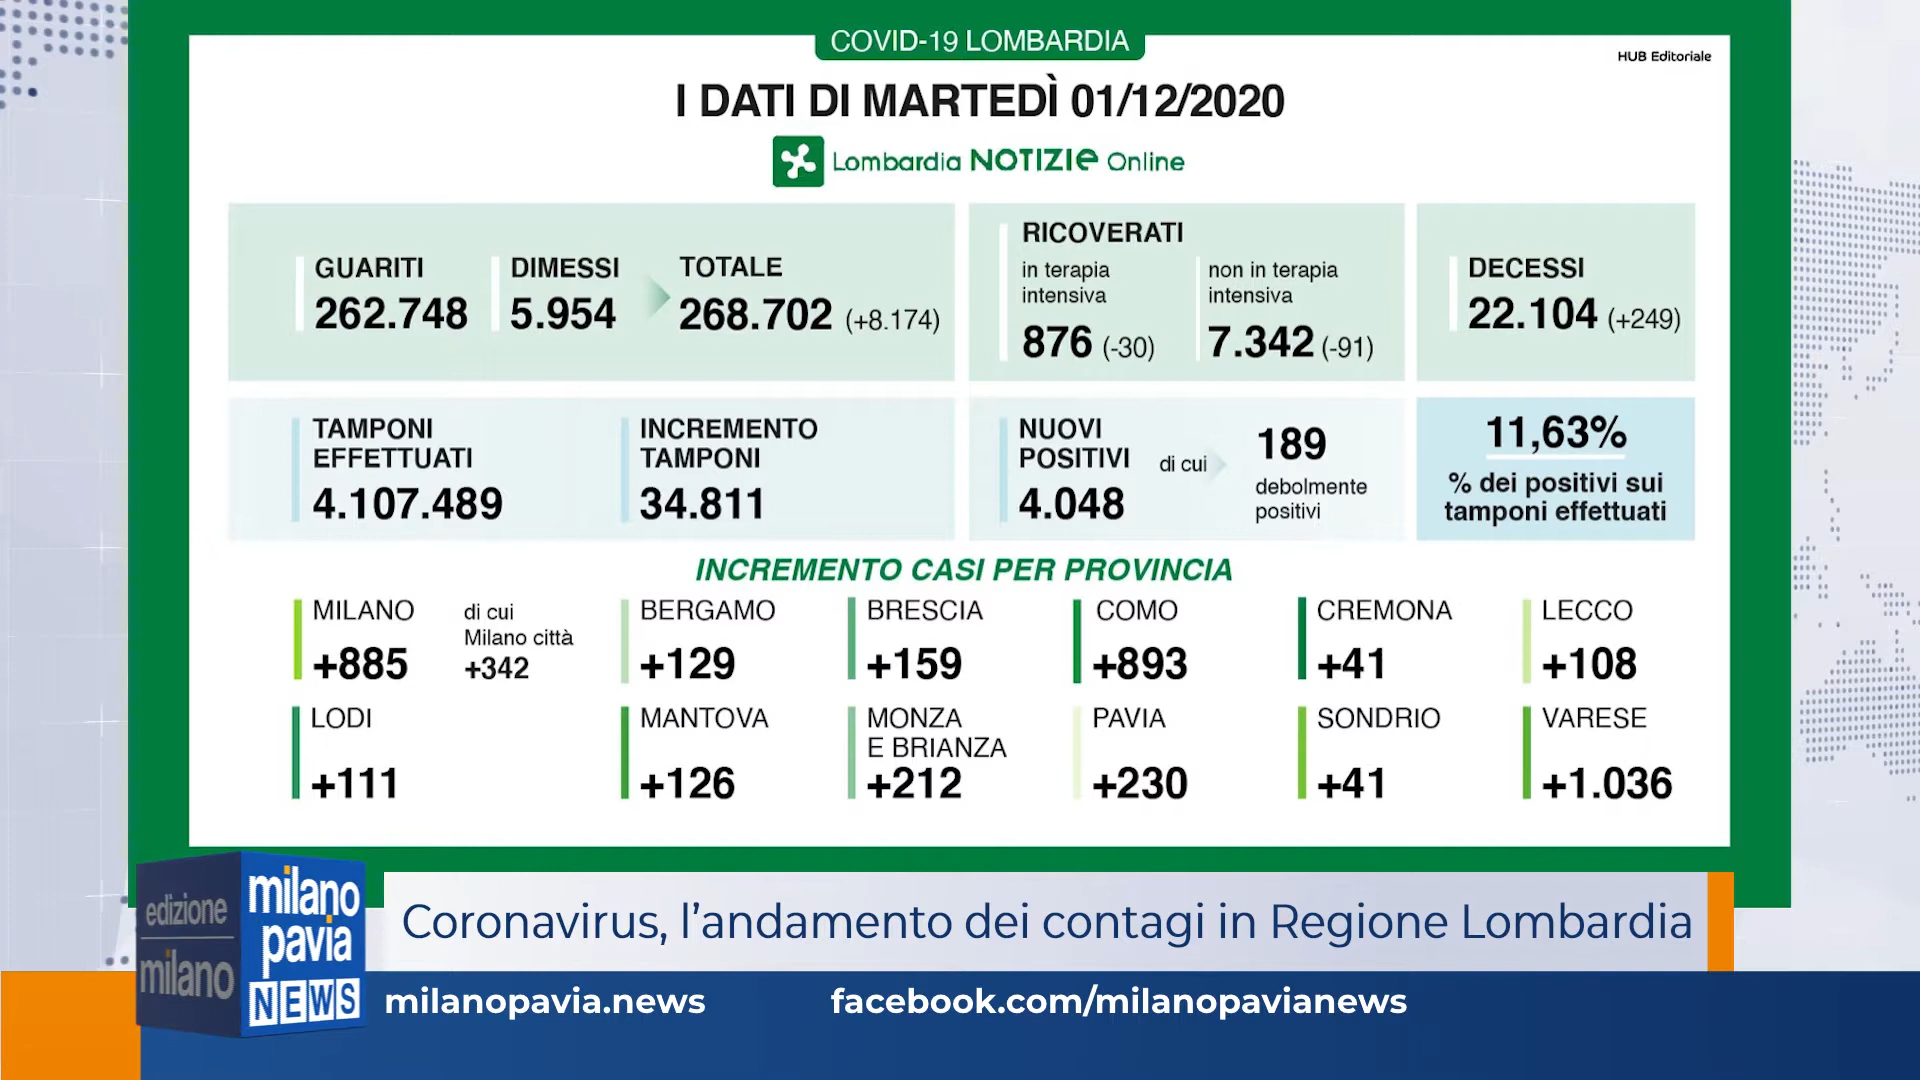 COVID-19 LOMBARDIA
HUB Editoriale
I DATI DI MARTEDÌ 01/12/2020
Lombardia NOTIZIE Online
GUARITI
262.748
DIMESSI
5.954
TOTALE
268.702 (+8.174)
RICOVERATI
in terapia
intensiva
876 (-30)
non in terapia
intensiva
7.342 (-91)
DECESSI
22.104 (+249)
TAMPONI
EFFETTUATI
4.107.489
INCREMENTO
TAMPONI
34.811
NUOVI
POSITIVI
4.048
di cui
189
debolmente
positivi
11,63%
% dei positivi sui
tamponi effettuati
INCREMENTO CASI PER PROVINCIA
MILANO
+885
di cui
Milano città
+342
BERGAMO
+129
BRESCIA
+159
COMO
+893
CREMONA
+41
LECCO
+108
LODI
+111
MANTOVA
+126
MONZA
E BRIANZA
+212
PAVIA
+230
SONDRIO
+41
VARESE
+1.036
edizione
milano
milano
pavia
NEWS
Coronavirus, l’andamento dei contagi in Regione Lombardia
milanopavia.news
facebook.com/milanopavianews